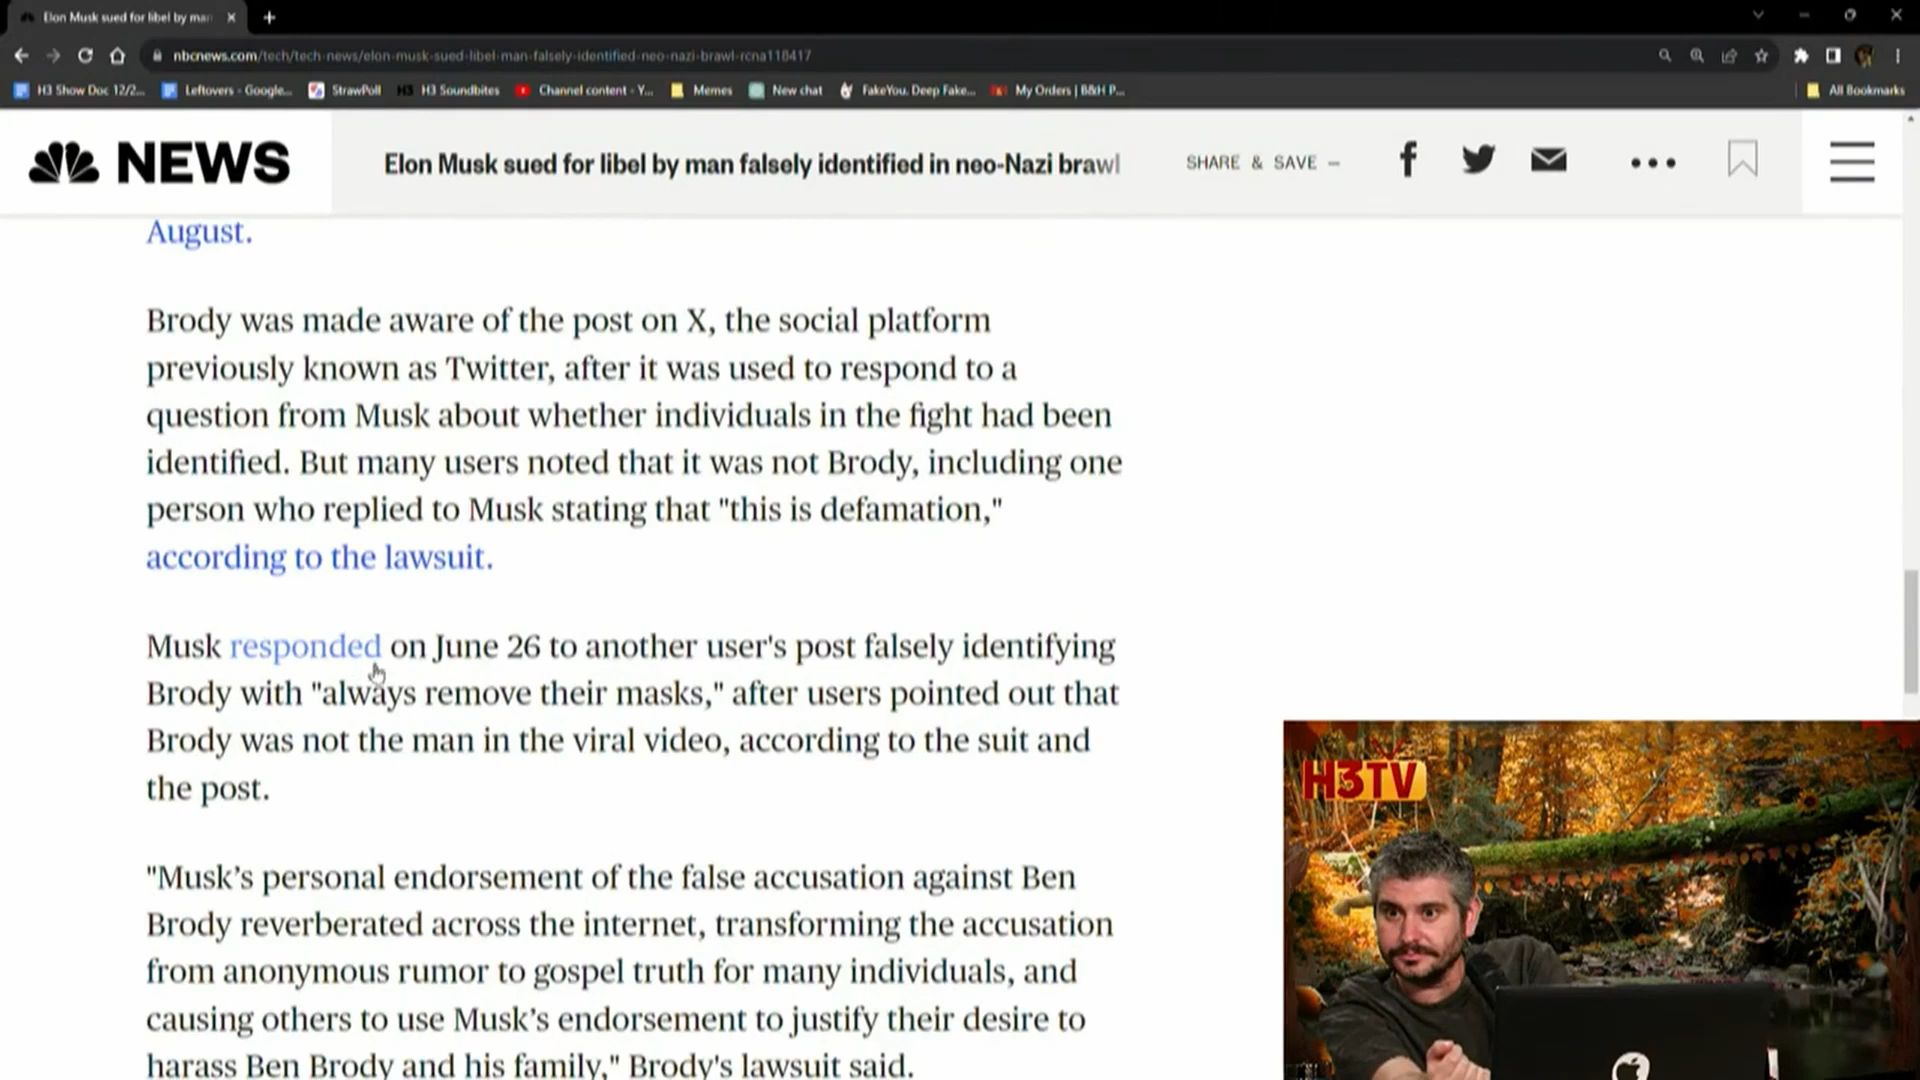 Elon Musk sued for libel by man
nbcnews.com/tech/tech-news/elon-musk-sued-libel-man-falsely-identified-neo-nazi-brawl-rcna118417
H3 Show Doc 12/2... Leftovers - Google... StrawPoll H3 H3 Soundbites Channel content - Y... Memes New chat FakeYou. Deep Fake... My Orders | B&H P... All Bookmarks
NEWS Elon Musk sued for libel by man falsely identified in neo-Nazi brawl SHARE & SAVE –
August.
Brody was made aware of the post on X, the social platform
previously known as Twitter, after it was used to respond to a
question from Musk about whether individuals in the fight had been
identified. But many users noted that it was not Brody, including one
person who replied to Musk stating that "this is defamation,"
according to the lawsuit.
Musk responded on June 26 to another user's post falsely identifying
Brody with "always remove their masks," after users pointed out that
Brody was not the man in the viral video, according to the suit and
the post.
"Musk’s personal endorsement of the false accusation against Ben
Brody reverberated across the internet, transforming the accusation
from anonymous rumor to gospel truth for many individuals, and
causing others to use Musk’s endorsement to justify their desire to
harass Ben Brody and his family," Brody's lawsuit said.
H3TV